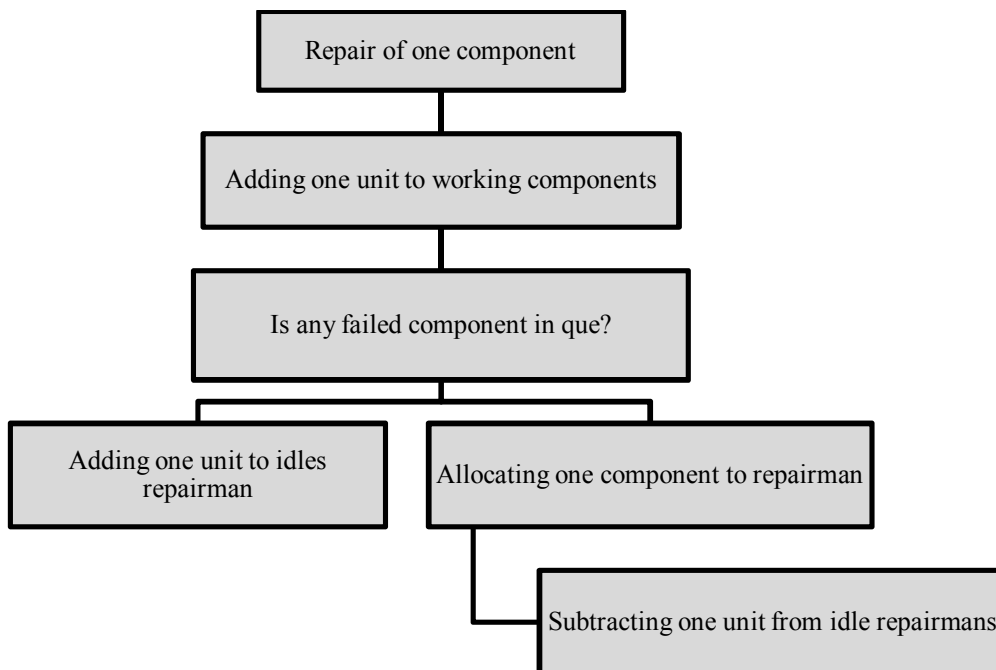 Repair of one component
Adding one unit to working components
Is any failed component in que?
Adding one unit to idles
repairman
Allocating one component to repairman
Subtracting one unit from idle repairmans